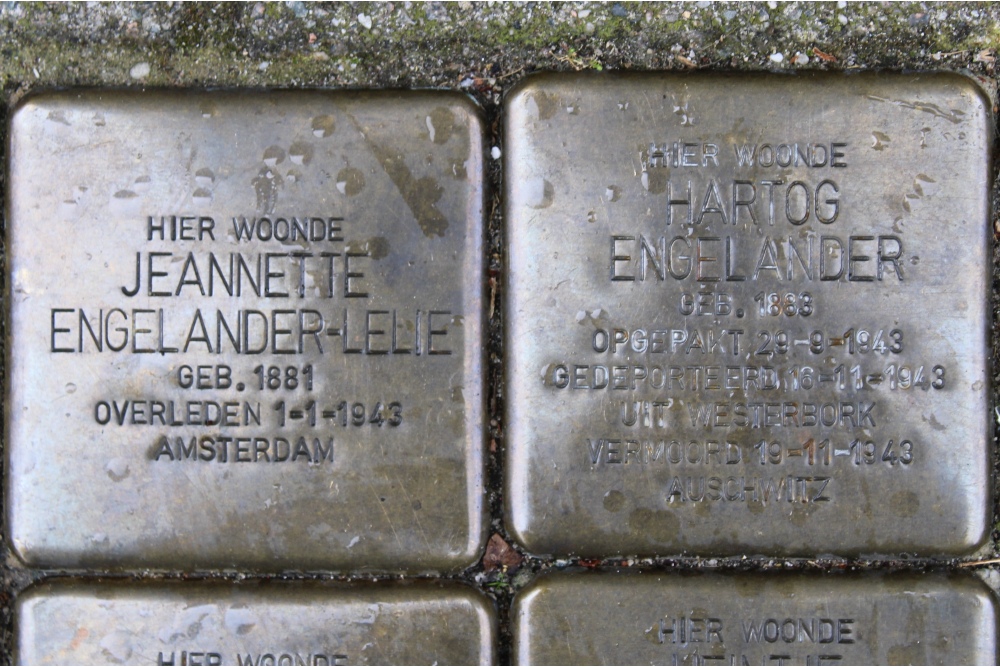 HIER WOONDE
JEANNETTE
ENGELANDER-LELIE
GEB. 1881
OVERLEDEN 1-1-1943
AMSTERDAM
HIER WOONDE
HARTOG
ENGELANDER
GEB. 1883
OPGEPAKT 29-9-1943
GEDEPORTEERD 16-11-1943
UIT WESTERBORK
VERMOORD 19-11-1943
AUSCHWITZ
HIER WOONDE
HIER WOONDE